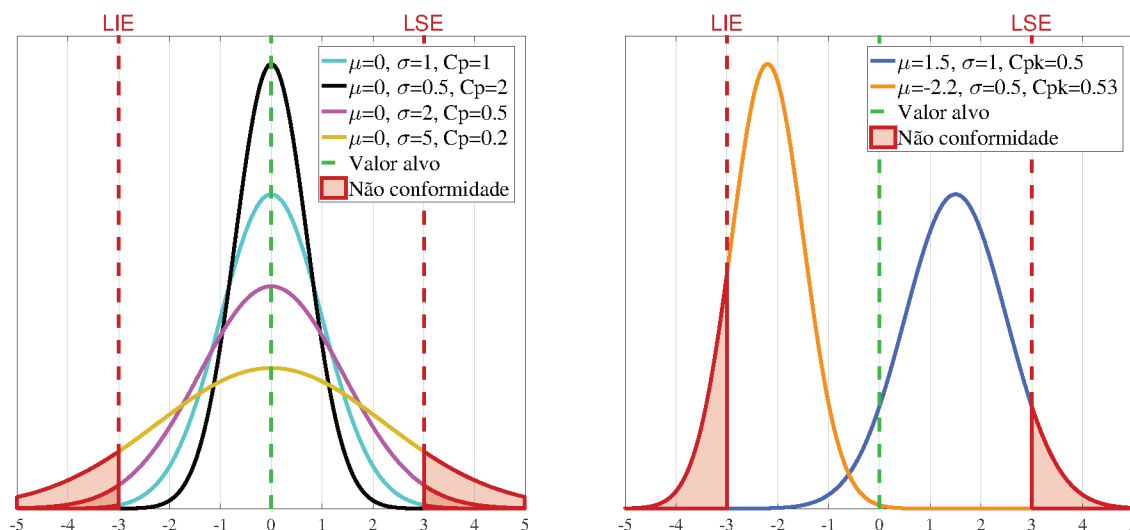 LIE
LSE
μ=0, σ=1, Cp=1
μ=0, σ=0.5, Cp=2
μ=0, σ=2, Cp=0.5
μ=0, σ=5, Cp=0.2
Valor alvo
Não conformidade
-5 -4 -3 -2 -1 0 1 2 3 4 5
LIE
LSE
μ=1.5, σ=1, Cpk=0.5
μ=-2.2, σ=0.5, Cpk=0.53
Valor alvo
Não conformidade
-5 -4 -3 -2 -1 0 1 2 3 4 5